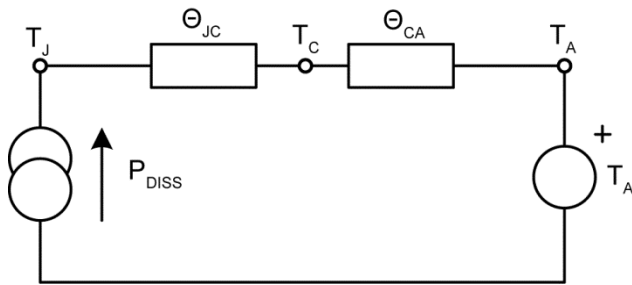 Θ_JC
Θ_CA
T_J
T_C
T_A
+
P_DISS
T_A